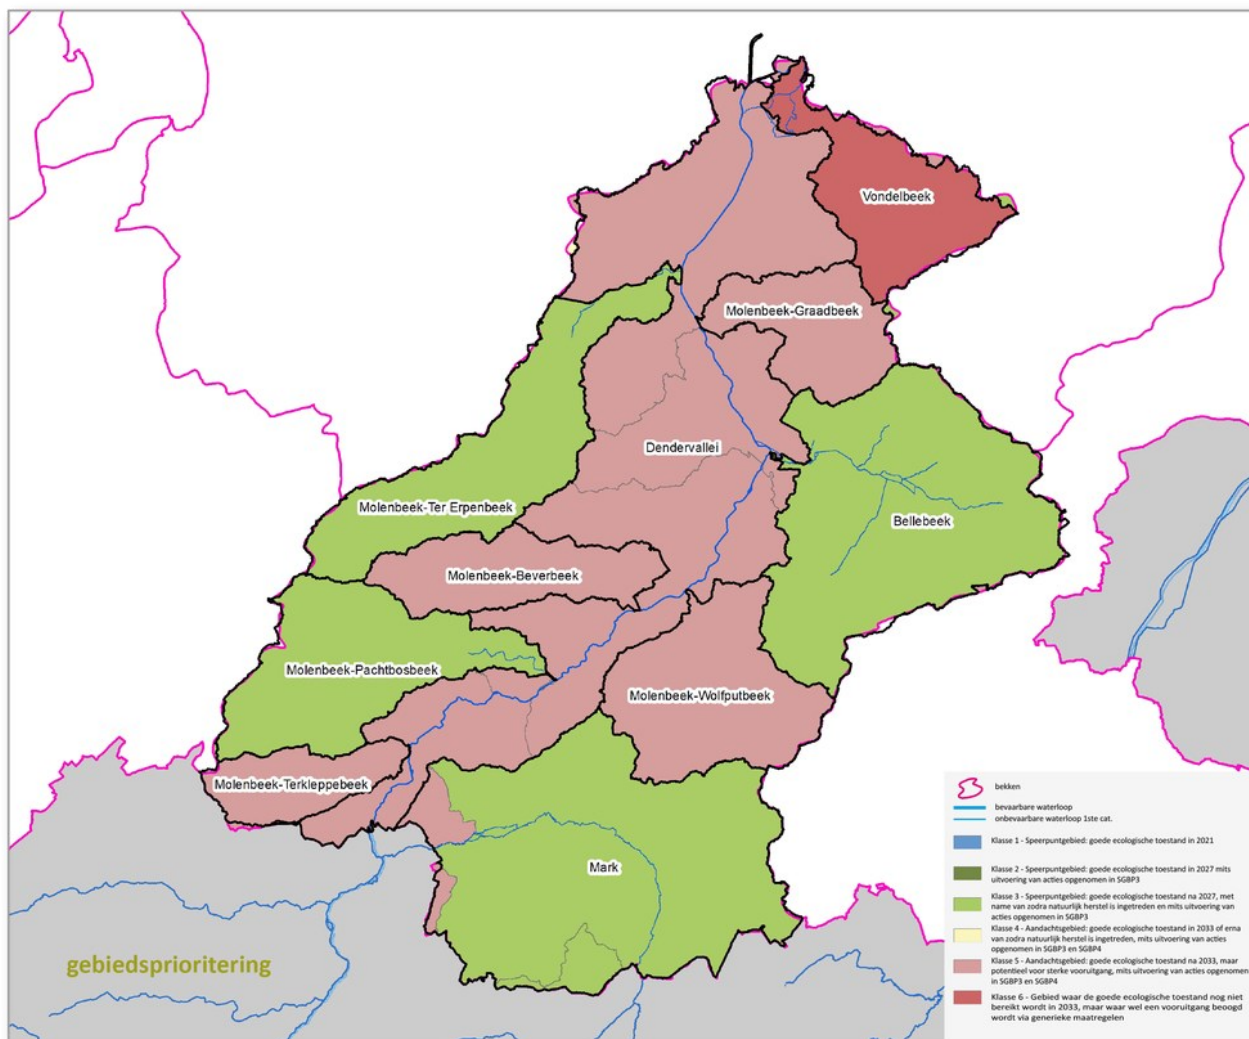 Vondelbeek
Molenbeek-Graadbeek
Dendervallei
Molenbeek-Ter Erpenbeek
Bellebeek
Molenbeek-Beverbeek
Molenbeek-Pachtbosbeek
Molenbeek-Wolfputbeek
Molenbeek-Terkleppebeek
Mark
gebiedsprioritering
bekken
bevaarbare waterloop
onbevaarbare waterloop 1ste cat.
Klasse 1 - Speerpuntgebied: goede ecologische toestand in 2021
Klasse 2 - Speerpuntgebied: goede ecologische toestand in 2027 mits
uitvoering van acties opgenomen in SGBP3
Klasse 3 - Speerpuntgebied: goede ecologische toestand na 2027, met
name van zodra natuurlijk herstel is ingetreden en mits uitvoering van
acties opgenomen in SGBP3
Klasse 4 - Aandachtsgebied: goede ecologische toestand in 2033 of erna
van zodra natuurlijk herstel is ingetreden, mits uitvoering van acties
opgenomen in SGBP3 en SGBP4
Klasse 5 - Aandachtsgebied: goede ecologische toestand na 2033, maar
potentieel voor sterke vooruitgang, mits uitvoering van acties opgenomen
in SGBP3 en SGBP4
Klasse 6 - Gebied waar de goede ecologische toestand nog niet
bereikt wordt in 2033, maar waar wel een vooruitgang beoogd
wordt via generieke maatregelen